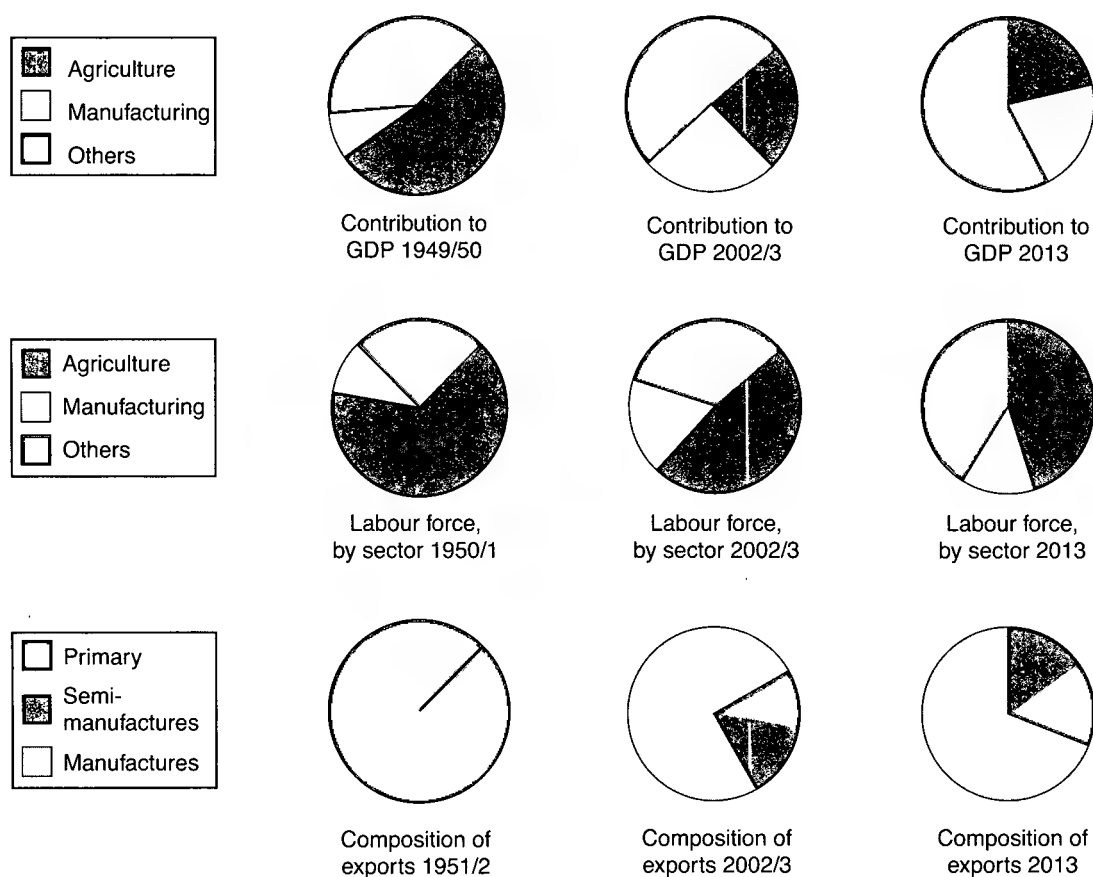 Agriculture
Manufacturing
Others
Contribution to
GDP 1949/50
Contribution to
GDP 2002/3
Contribution to
GDP 2013
Agriculture
Manufacturing
Others
Labour force,
by sector 1950/1
Labour force,
by sector 2002/3
Labour force,
by sector 2013
Primary
Semi-
manufactures
Manufactures
Composition of
exports 1951/2
Composition of
exports 2002/3
Composition of
exports 2013